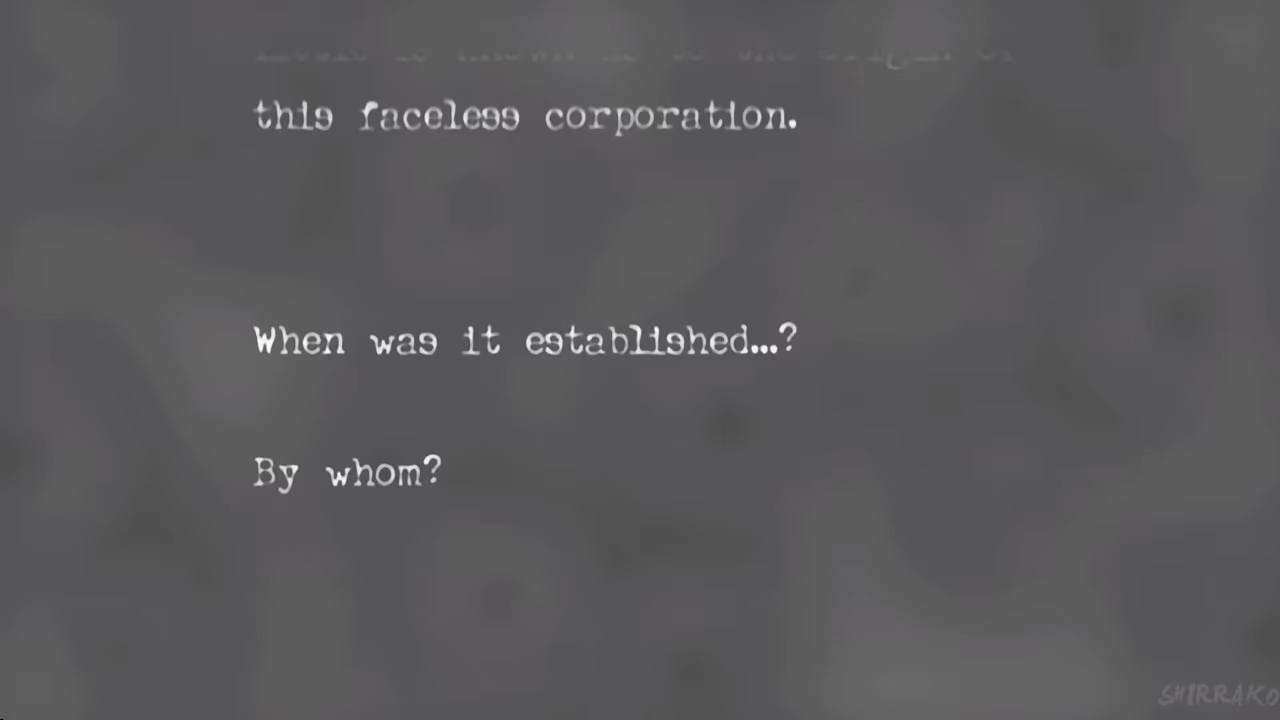 this faceless corporation.
When was it established...?
By whom?
SHIRRAKO